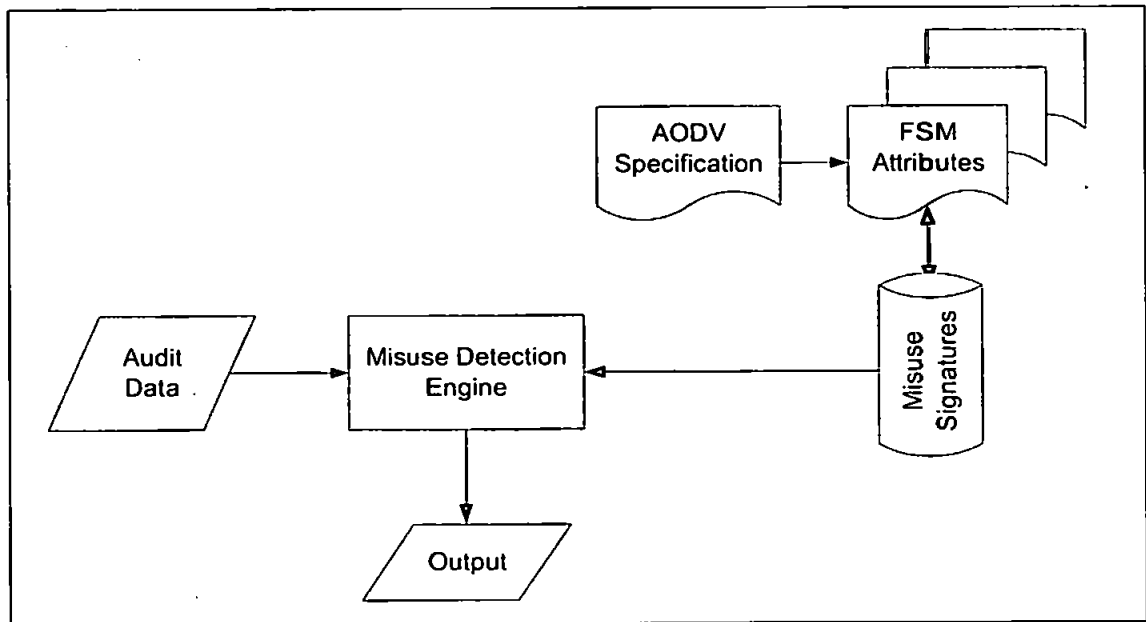 AODV
Specification
FSM
Attributes
Audit
Data
Misuse Detection
Engine
Misuse
Signatures
Output